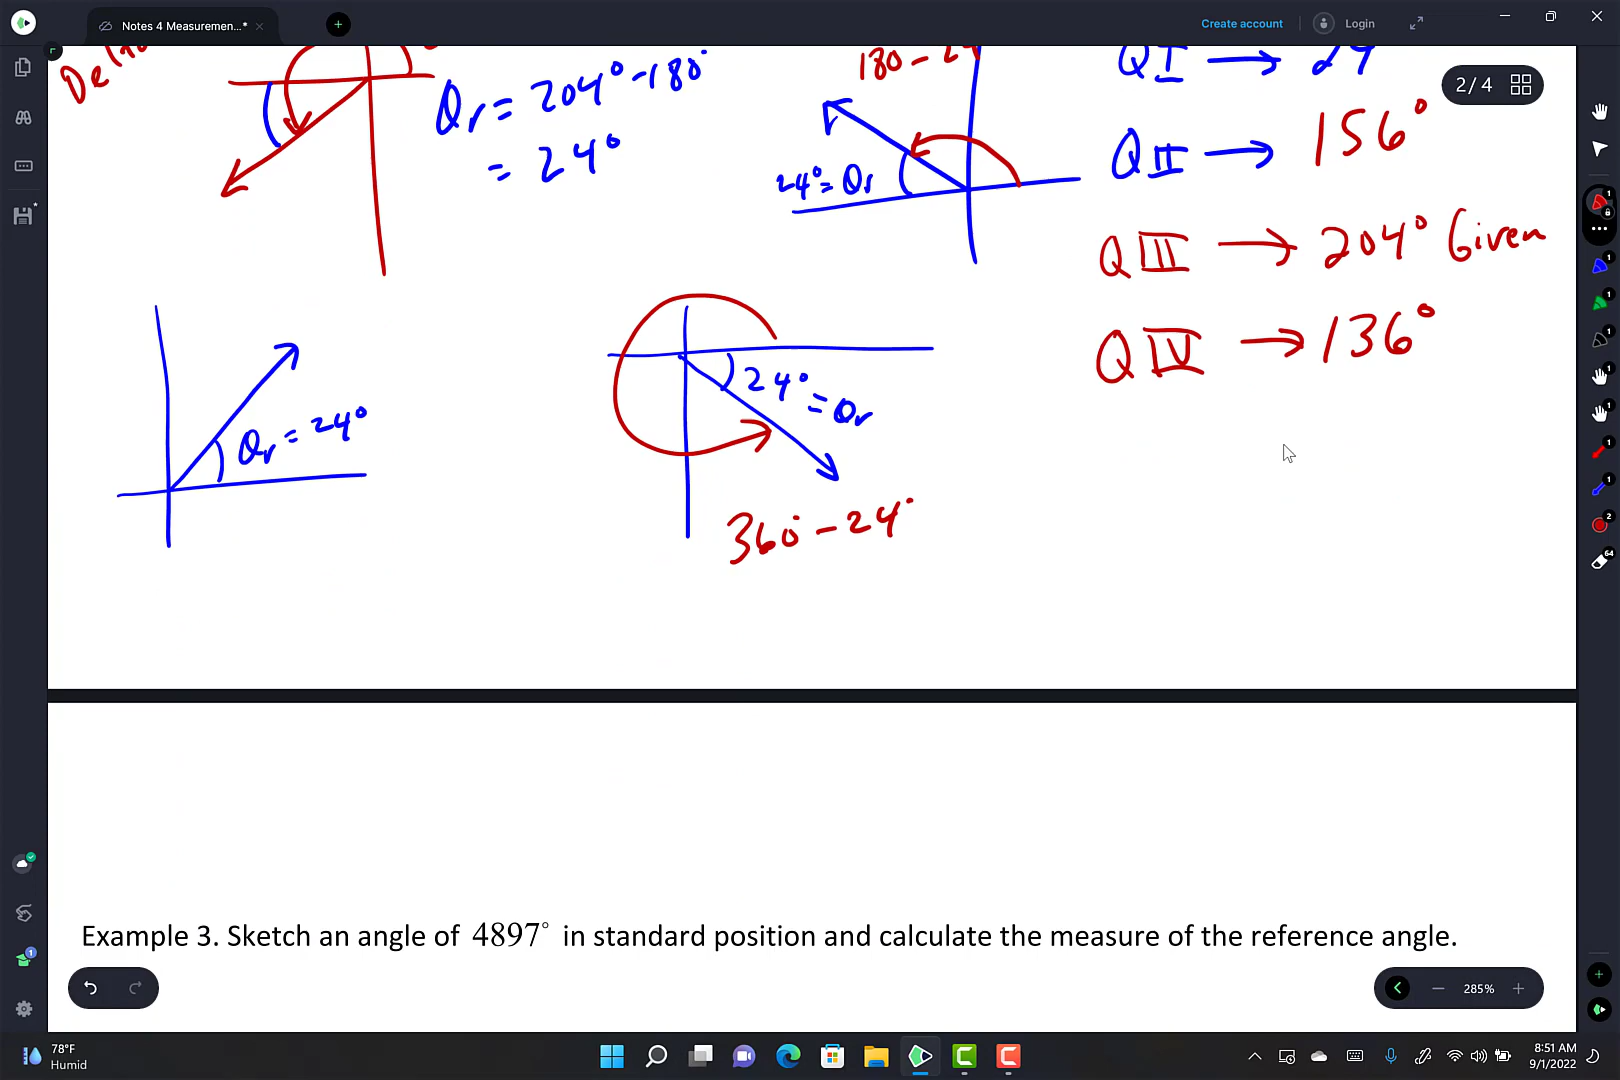 Notes 4 Measuremen...*
Create account
Login
2/4
θr = 204° - 180°
= 24°
180 - 24
24° = θr
QI → 24
QII → 156°
QIII → 204° Given
QIV → 136°
θr = 24°
24° = θr
360° - 24°
Example 3. Sketch an angle of 4897° in standard position and calculate the measure of the reference angle.
285%
78°F
Humid
8:51 AM
9/1/2022